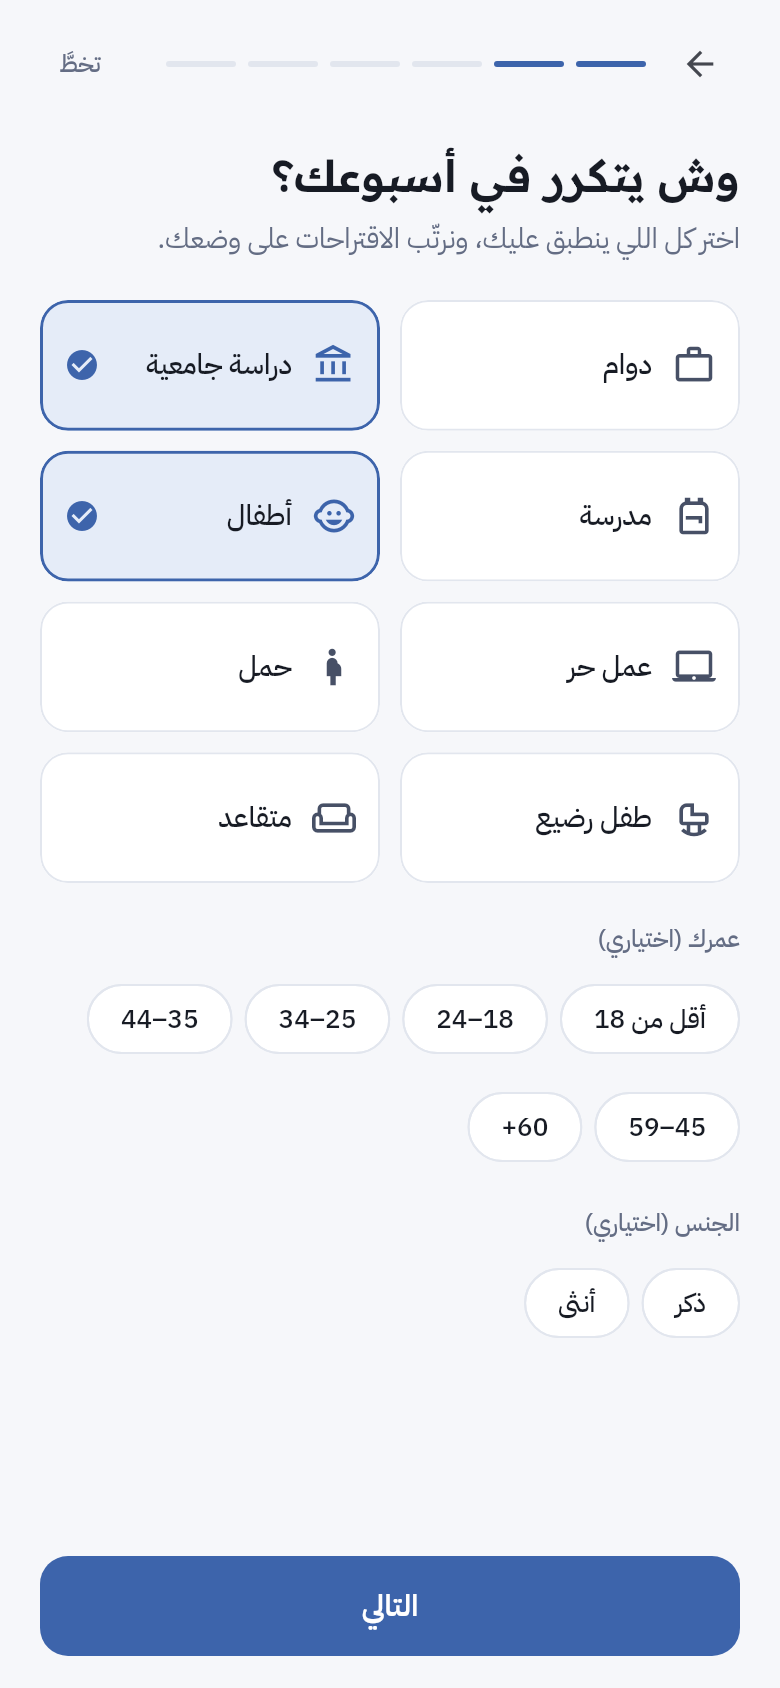 تخطَّ
وش يتكرر في أسبوعك؟
اختر كل اللي ينطبق عليك، ونرتّب الاقتراحات على وضعك.
دوام
دراسة جامعية
مدرسة
أطفال
عمل حر
حمل
طفل رضيع
متقاعد
عمرك (اختياري)
أقل من 18
18–24
25–34
35–44
45–59
60+
الجنس (اختياري)
ذكر
أنثى
التالي